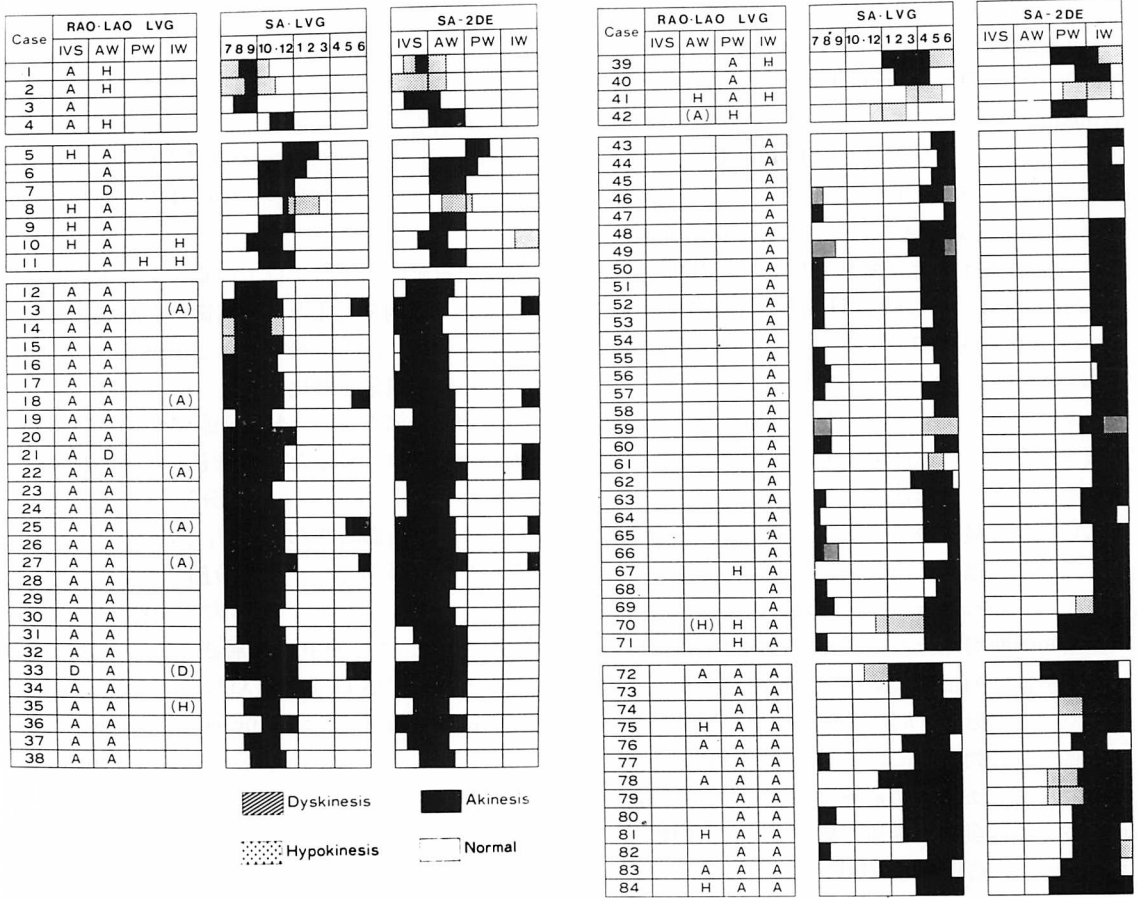 Case RAO·LAO LVG SA·LVG SA-2DE
IVS AW PW IW 7 8 9 10·12 1 2 3 4 5 6 IVS AW PW IW
1 A H
2 A H
3 A
4 A H
5 H A
6 A
7 D
8 H A
9 H A
10 H A H
11 A H H
12 A A
13 A A (A)
14 A A
15 A A
16 A A
17 A A
18 A A (A)
19 A A
20 A A
21 A D
22 A A (A)
23 A A
24 A A
25 A A (A)
26 A A
27 A A (A)
28 A A
29 A A
30 A A
31 A A
32 A A
33 D A (D)
34 A A
35 A A (H)
36 A A
37 A A
38 A A
Dyskinesis Akinesis
Hypokinesis Normal
Case RAO·LAO LVG SA·LVG SA-2DE
IVS AW PW IW 7 8 9 10·12 1 2 3 4 5 6 IVS AW PW IW
39 A H
40 A
41 H A H
42 (A) H
43 A
44 A
45 A
46 A
47 A
48 A
49 A
50 A
51 A
52 A
53 A
54 A
55 A
56 A
57 A
58 A
59 A
60 A
61 A
62 A
63 A
64 A
65 A
66 A
67 H A
68 A
69 A
70 (H) H A
71 H A
72 A A A
73 A A
74 A A
75 H A A
76 A A A
77 A A
78 A A A
79 A A
80 A A
81 H A A
82 A A
83 A A A
84 H A A